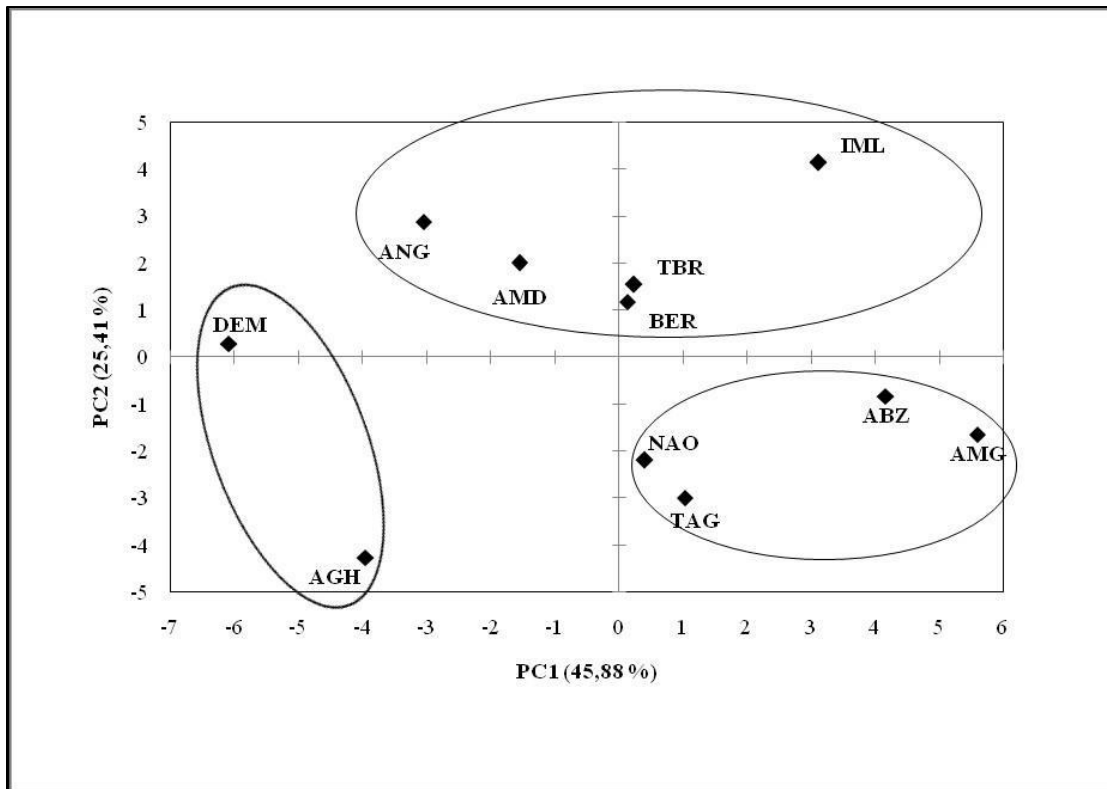 5
IML
4
3
ANG
2
TBR
AMD
1
BER
DEM
0
-1
ABZ
NAO
AMG
-2
-3
TAG
-4
AGH
-5
-7 -6 -5 -4 -3 -2 -1 0 1 2 3 4 5 6
PC1 (45,88 %)
PC2 (25,41 %)